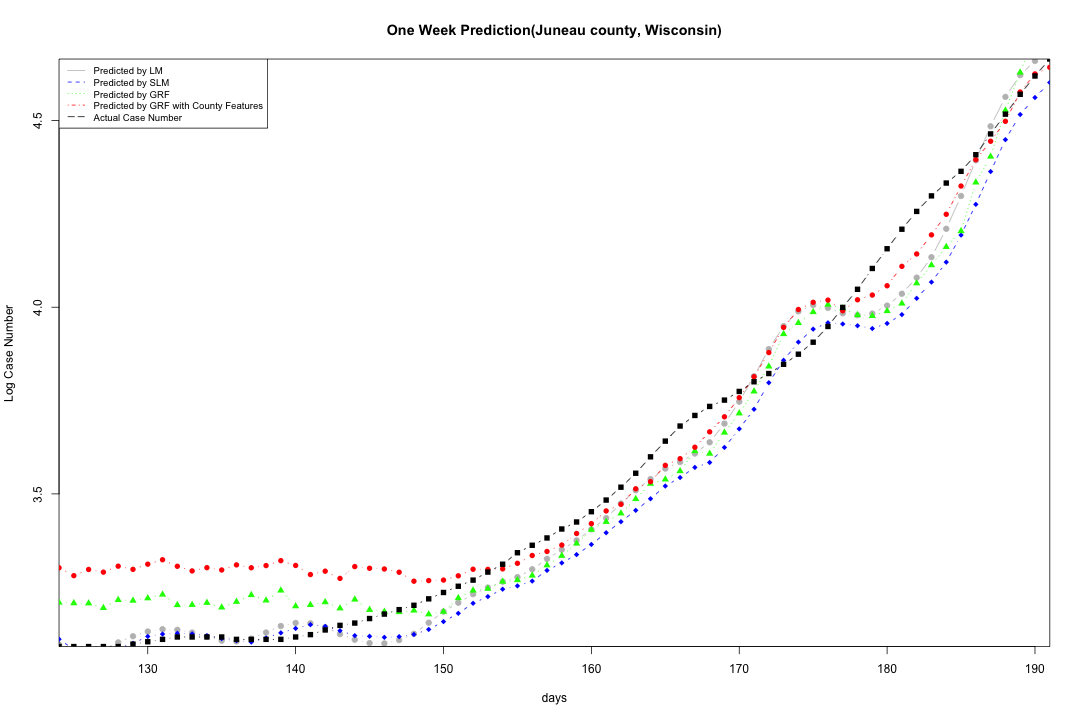 One Week Prediction(Juneau county, Wisconsin)
Predicted by LM
Predicted by SLM
Predicted by GRF
Predicted by GRF with County Features
Actual Case Number
Log Case Number
4.5
4.0
3.5
130 140 150 160 170 180 190
days